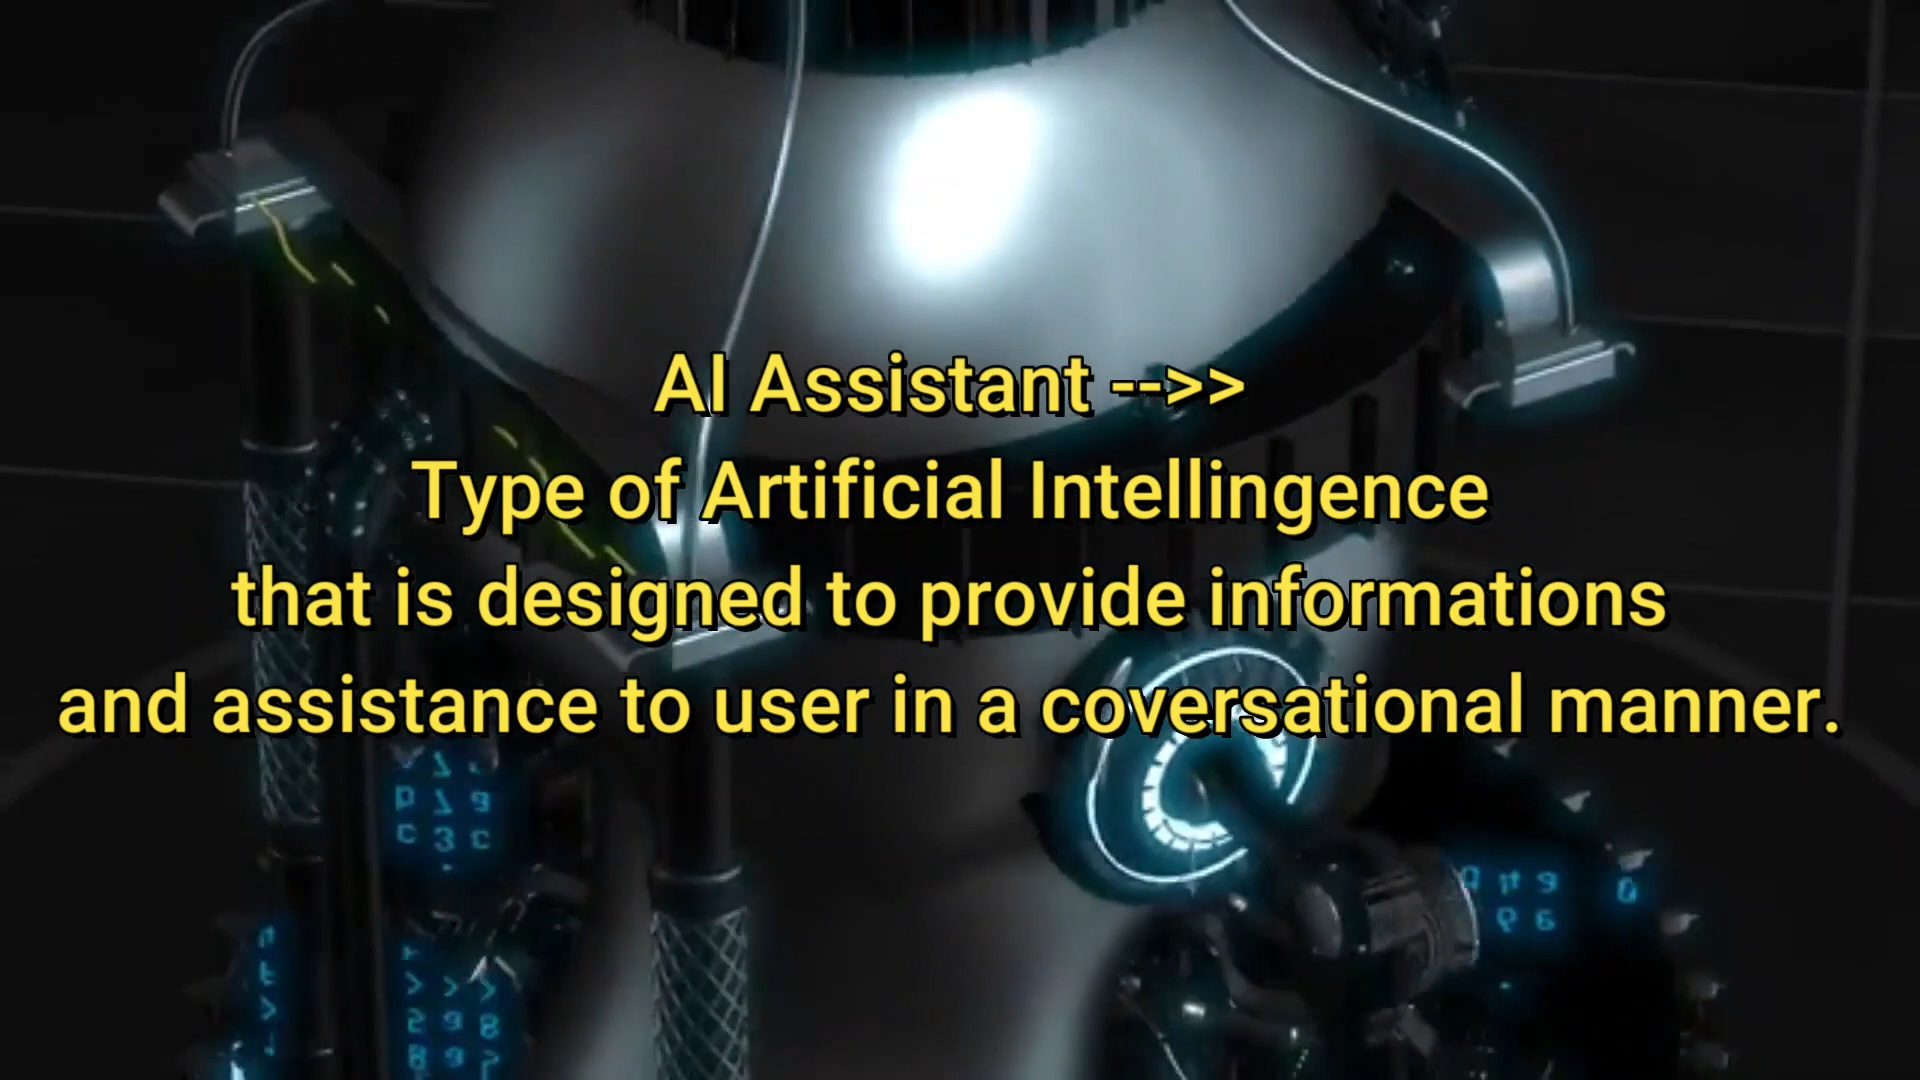 AI Assistant -->>
Type of Artificial Intellingence
that is designed to provide informations
and assistance to user in a coversational manner.